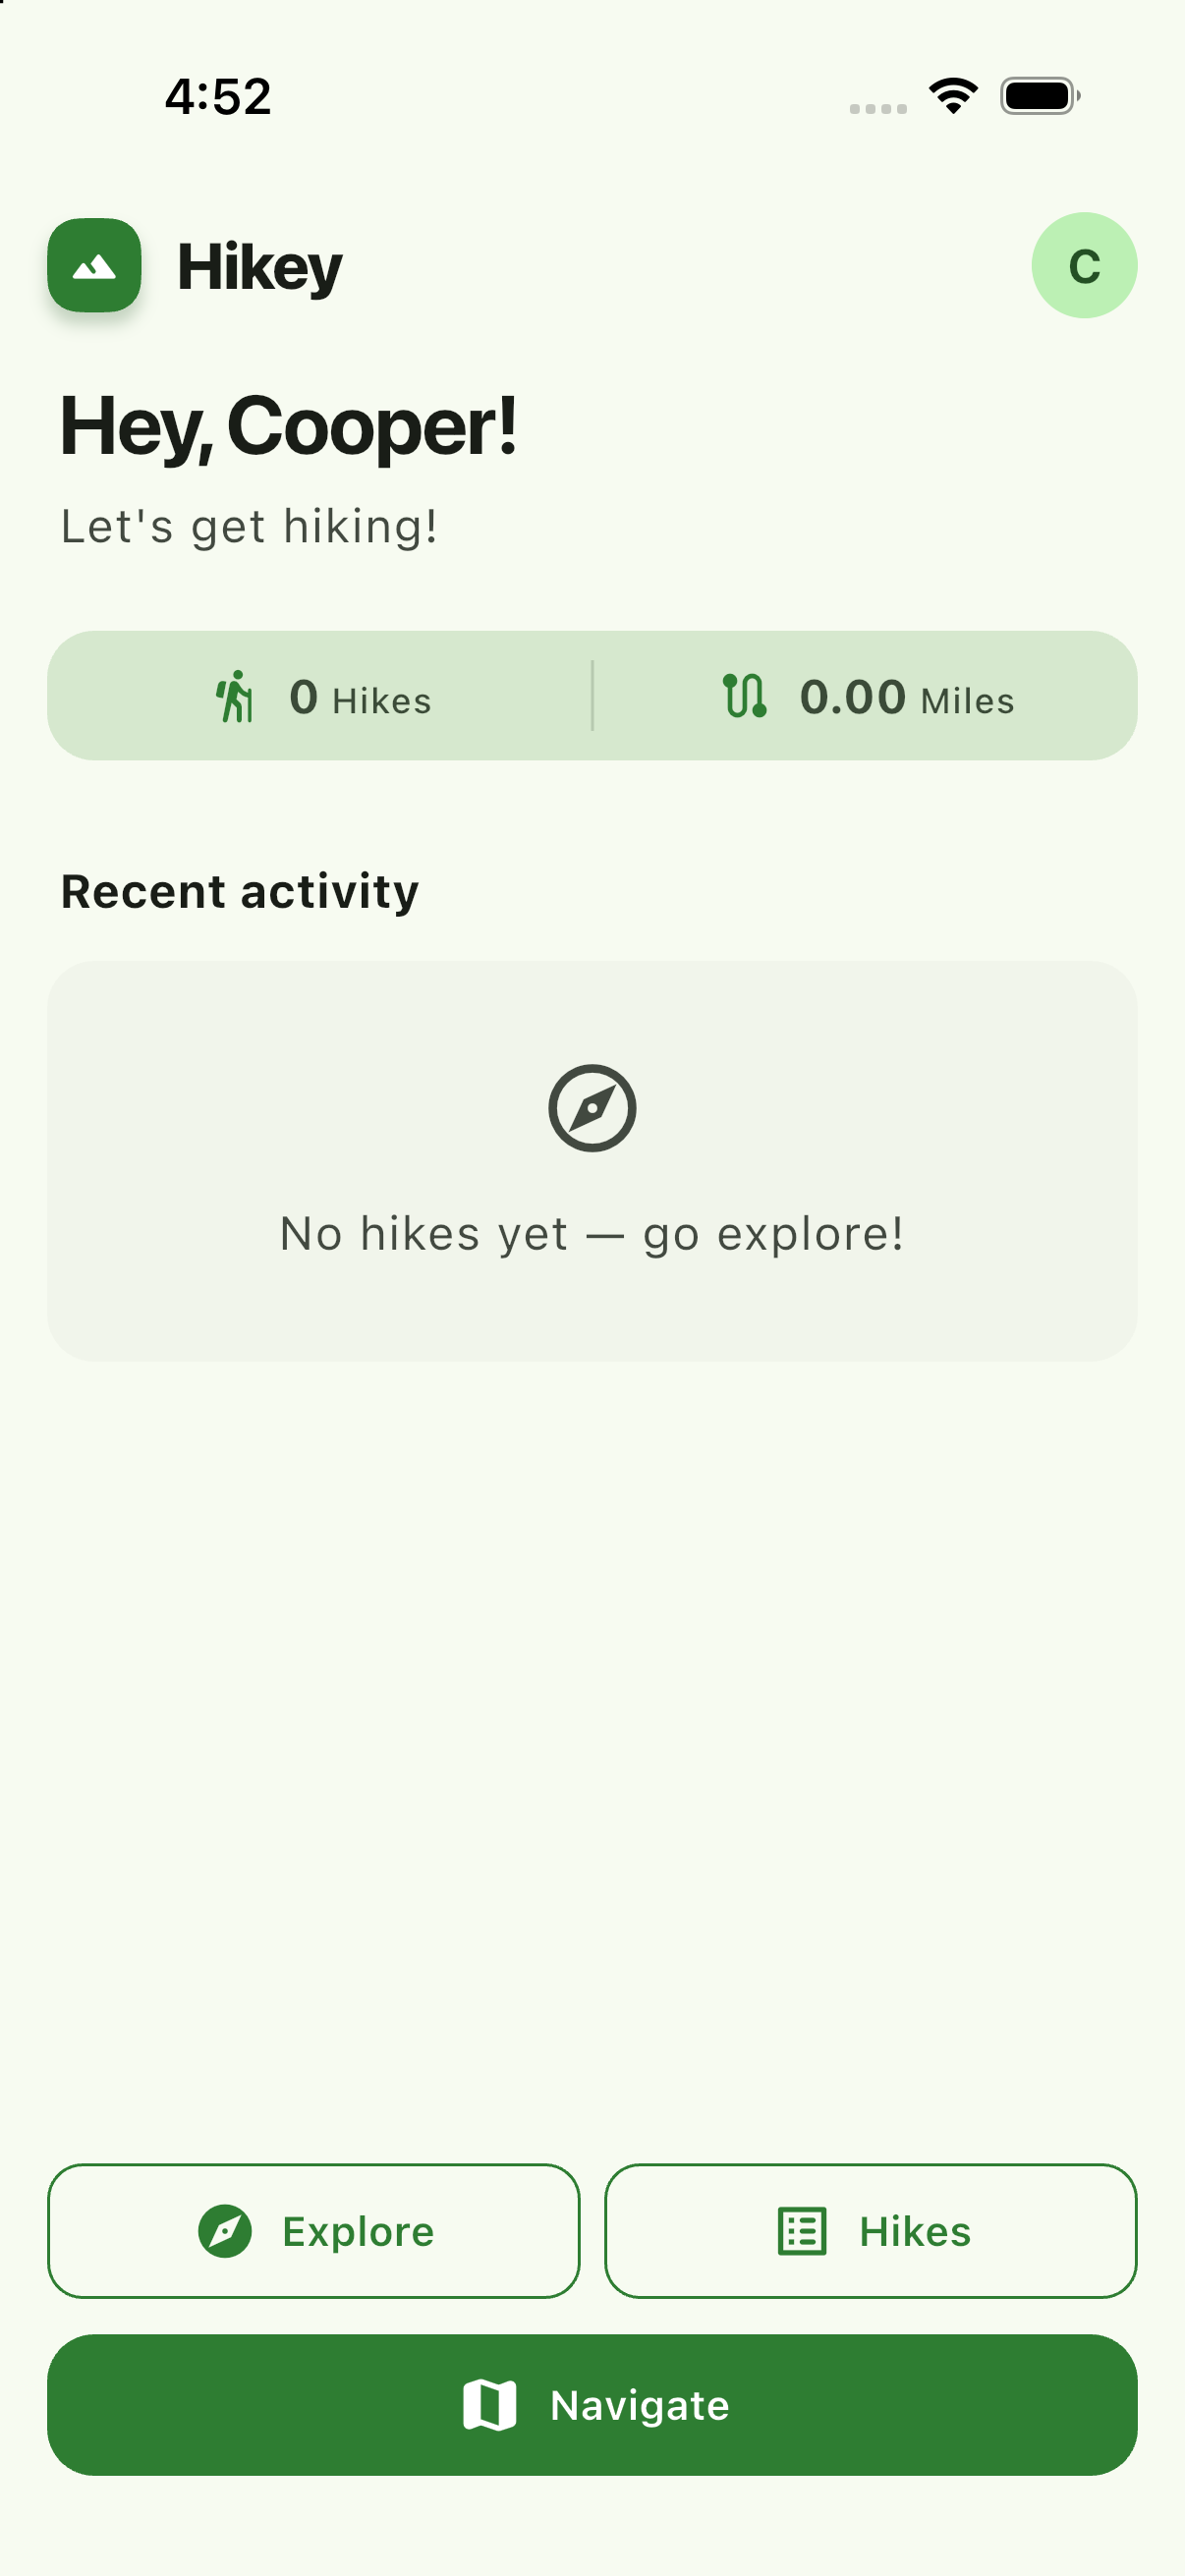 4:52
Hikey
C
Hey, Cooper!
Let's get hiking!
0 Hikes
0.00 Miles
Recent activity
No hikes yet — go explore!
Explore
Hikes
Navigate